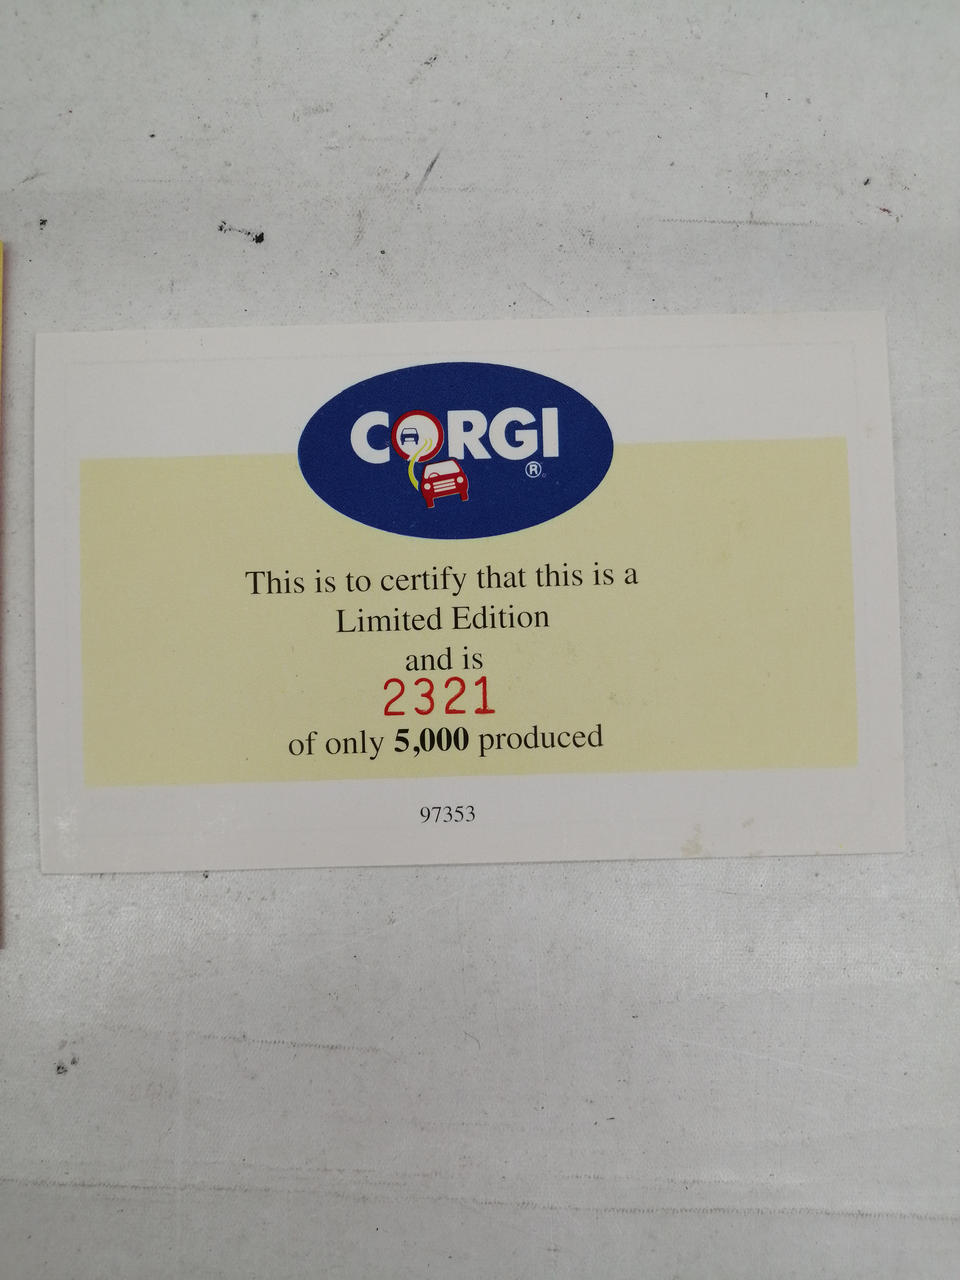 CORGI
®
This is to certify that this is a
Limited Edition
and is
2321
of only 5,000 produced
97353